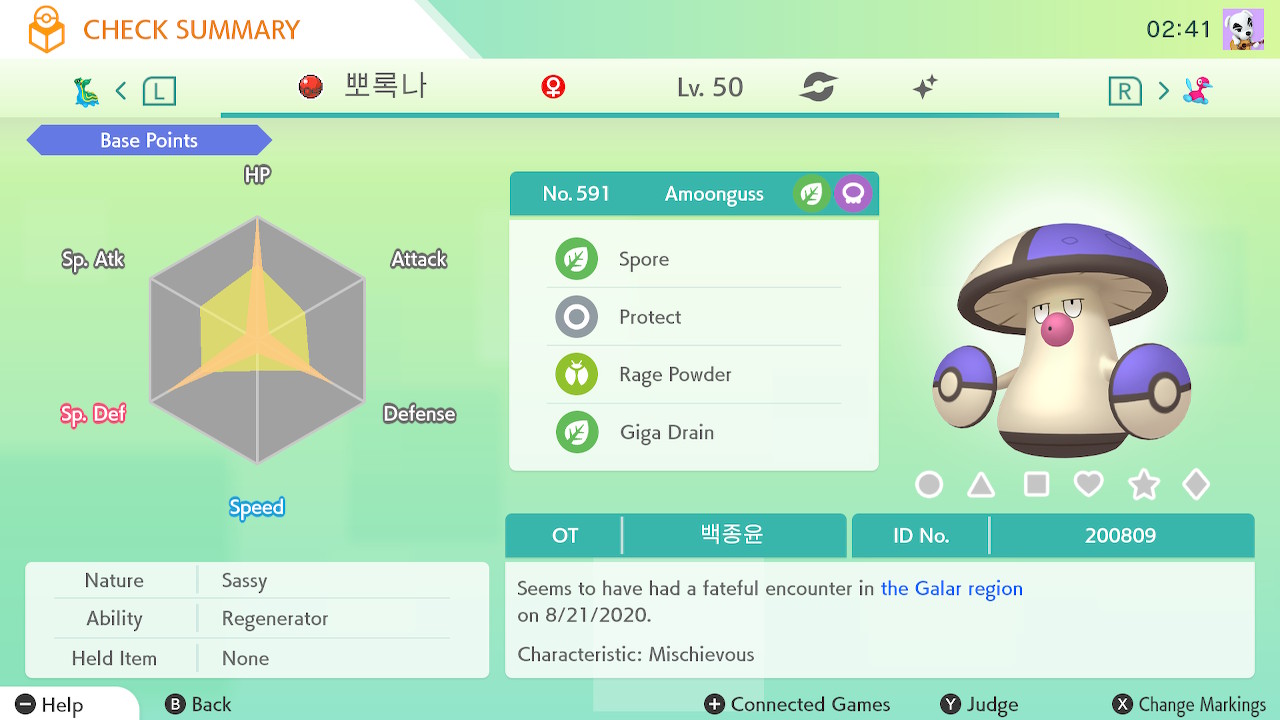 CHECK SUMMARY
02:41
L
뽀록나
Lv. 50
R
Base Points
HP
Sp. Atk
Attack
Sp. Def
Defense
Speed
No. 591 Amoonguss
Spore
Protect
Rage Powder
Giga Drain
OT 백종윤
ID No. 200809
Nature Sassy
Ability Regenerator
Held Item None
Seems to have had a fateful encounter in the Galar region
on 8/21/2020.
Characteristic: Mischievous
Help
B Back
Connected Games
Y Judge
X Change Markings